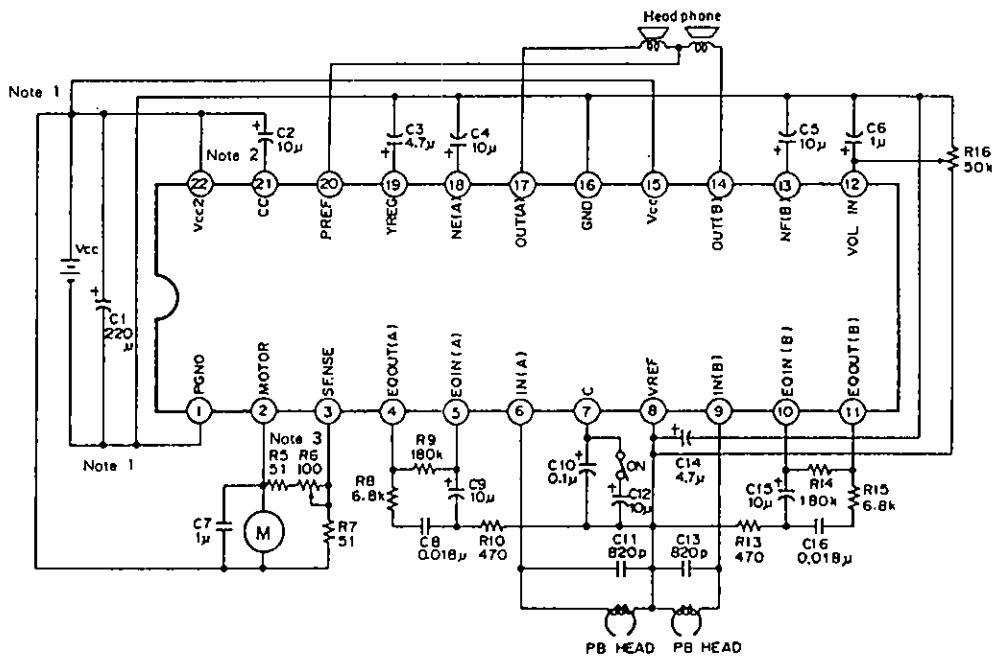 Headphone
Note 1
C2
10μ
Note 2
C3
4.7μ
C4
10μ
C5
10μ
C6
1μ
R16
50k
22
21
20
19
18
17
16
15
14
13
12
Vcc2
CC
PREF
YREG
NE(A)
OUT(A)
GND
Vcc
OUT(B)
NF(B)
VOL IN
Vcc
C1
220
μ
PGND
MOTOR
SENSE
EQOUT(A)
EQIN(A)
IN(A)
C
VREF
IN(B)
EQIN(B)
EQOUT(B)
1
2
3
4
5
6
7
8
9
10
11
Note 1
Note 3
R5
51
R6
100
R9
180k
R8
6.8k
C9
10μ
C10
0.1μ
ON
C12
10μ
C14
4.7μ
C15
10μ
R14
180k
R15
6.8k
C7
1μ
M
R7
51
C8
0.018μ
R10
470
C11
820p
C13
820p
R13
470
C16
0.018μ
PB HEAD
PB HEAD